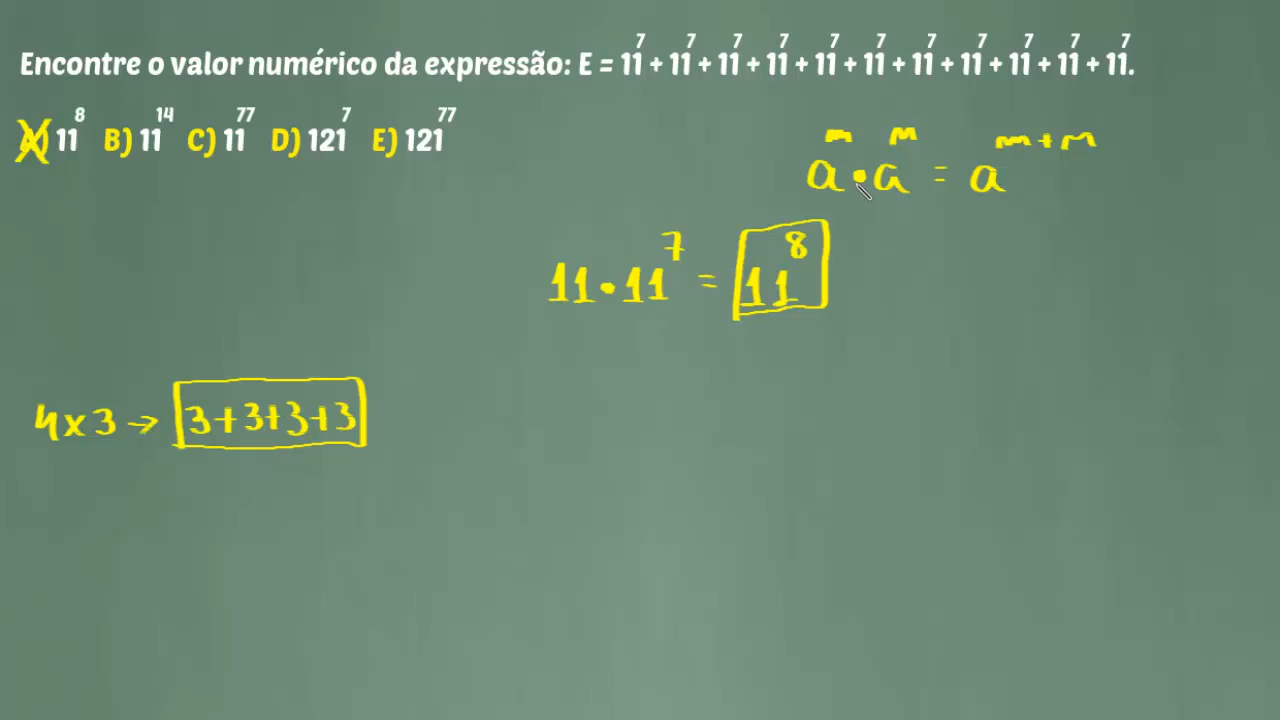 Encontre o valor numérico da expressão: E = 11⁷ + 11⁷ + 11⁷ + 11⁷ + 11⁷ + 11⁷ + 11⁷ + 11⁷ + 11⁷ + 11⁷ + 11⁷.
A) 11⁸ B) 11¹⁴ C) 11⁷⁷ D) 121⁷ E) 121⁷⁷
aᵐ · aⁿ = aᵐ⁺ⁿ
11 · 11⁷ = 11⁸
4 x 3 → 3+3+3+3